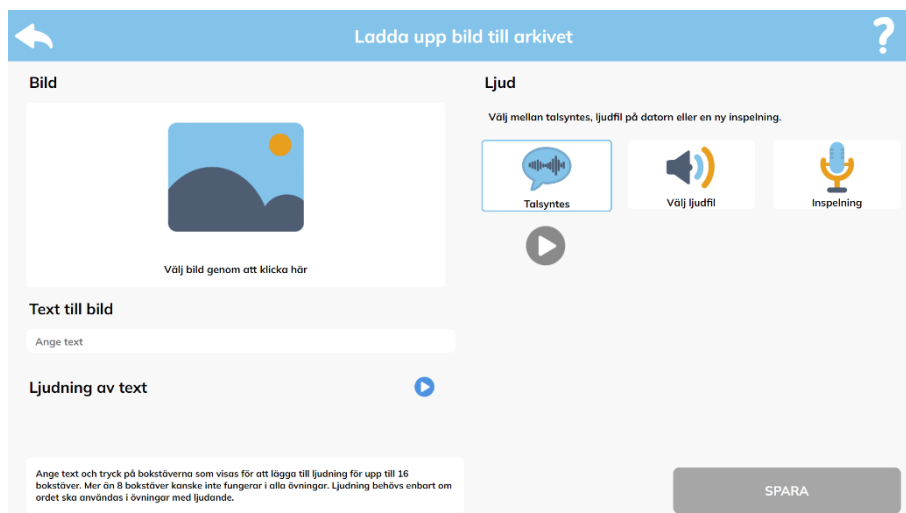 Ladda upp bild till arkivet
?
Bild
Välj bild genom att klicka här
Text till bild
Ange text
Ljudning av text
Ange text och tryck på bokstäverna som visas för att lägga till ljudning för upp till 16
bokstäver. Mer än 8 bokstäver kanske inte fungerar i alla övningar. Ljudning behövs enbart om
ordet ska användas i övningar med ljudande.
Ljud
Välj mellan talsyntes, ljudfil på datorn eller en ny inspelning.
Talsyntes
Välj ljudfil
Inspelning
SPARA